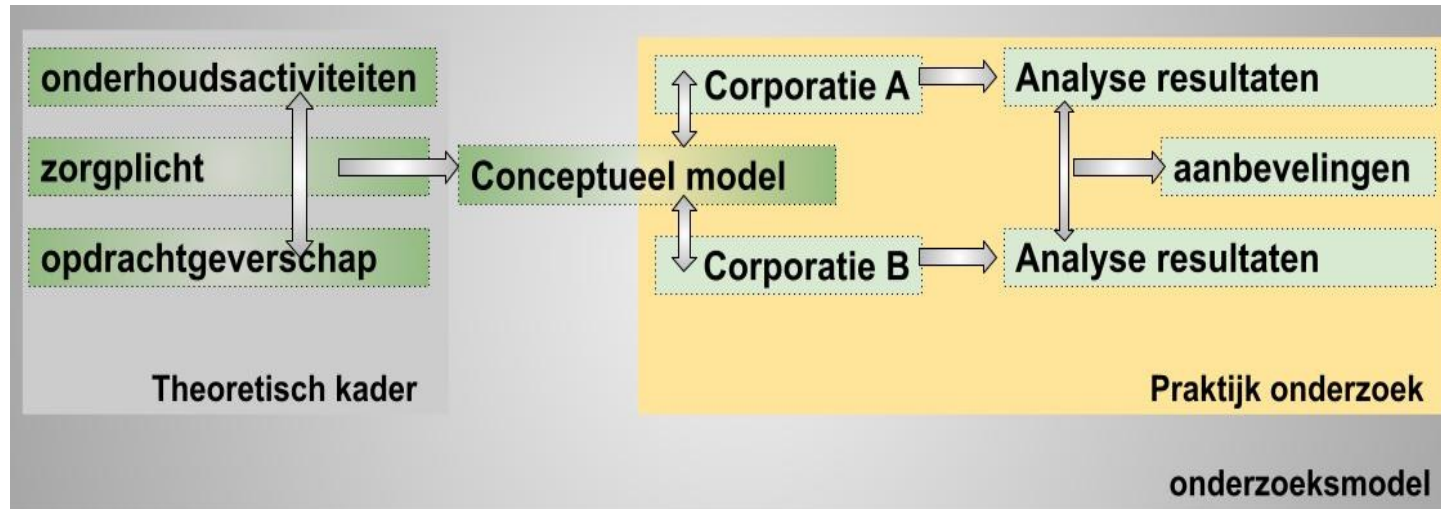 onderhoudsactiviteiten
zorgplicht
opdrachtgeverschap
Theoretisch kader
Conceptueel model
Corporatie A
Analyse resultaten
aanbevelingen
Corporatie B
Analyse resultaten
Praktijk onderzoek
onderzoeksmodel